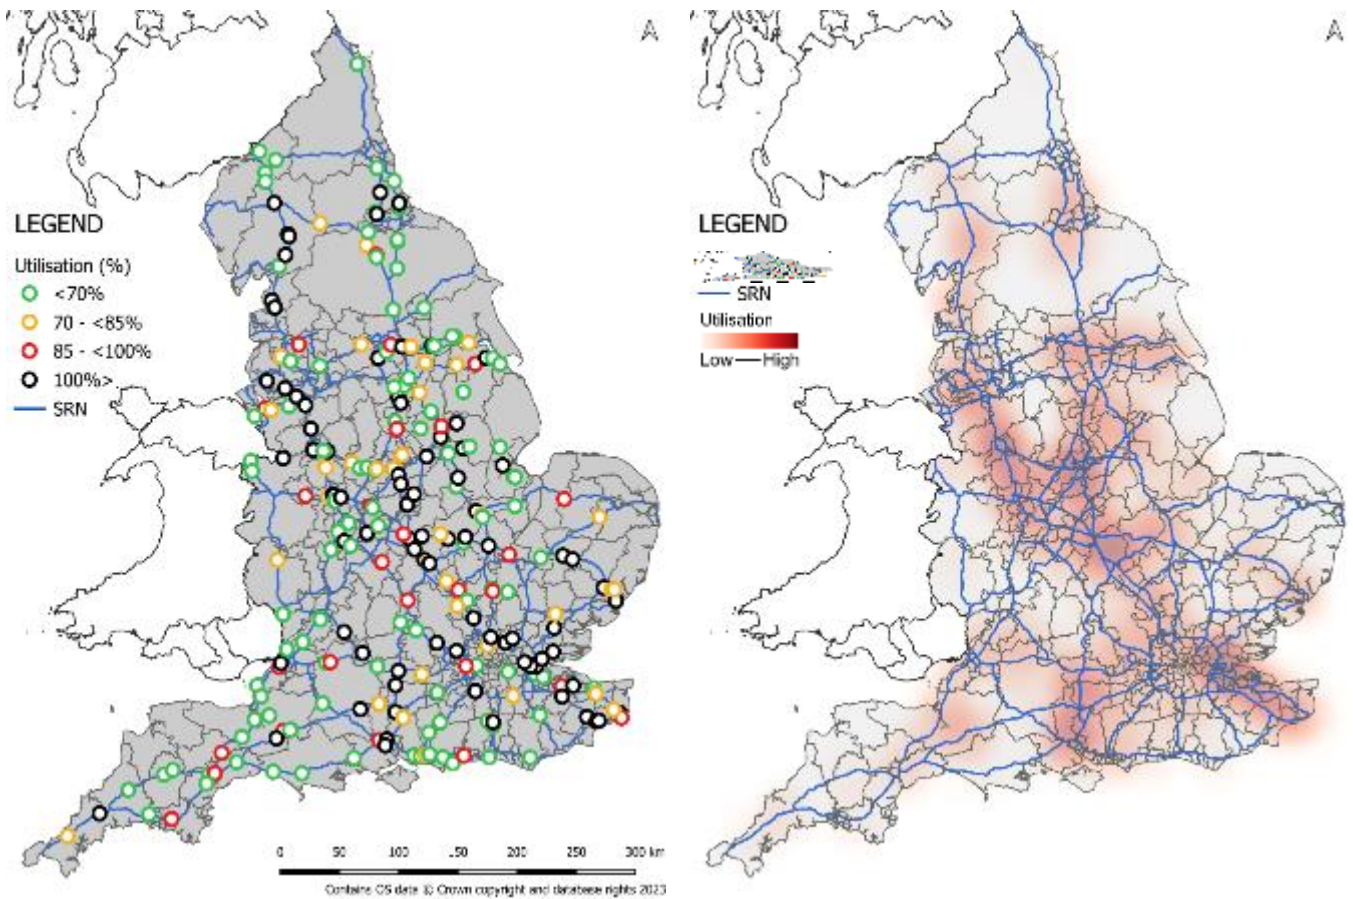 LEGEND
Utilisation (%)
<70%
70 - <85%
85 - <100%
100%>
SRN
0 50 100 150 200 250 300 km
Contains OS data © Crown copyright and database rights 2023
LEGEND
SRN
Utilisation
Low — High